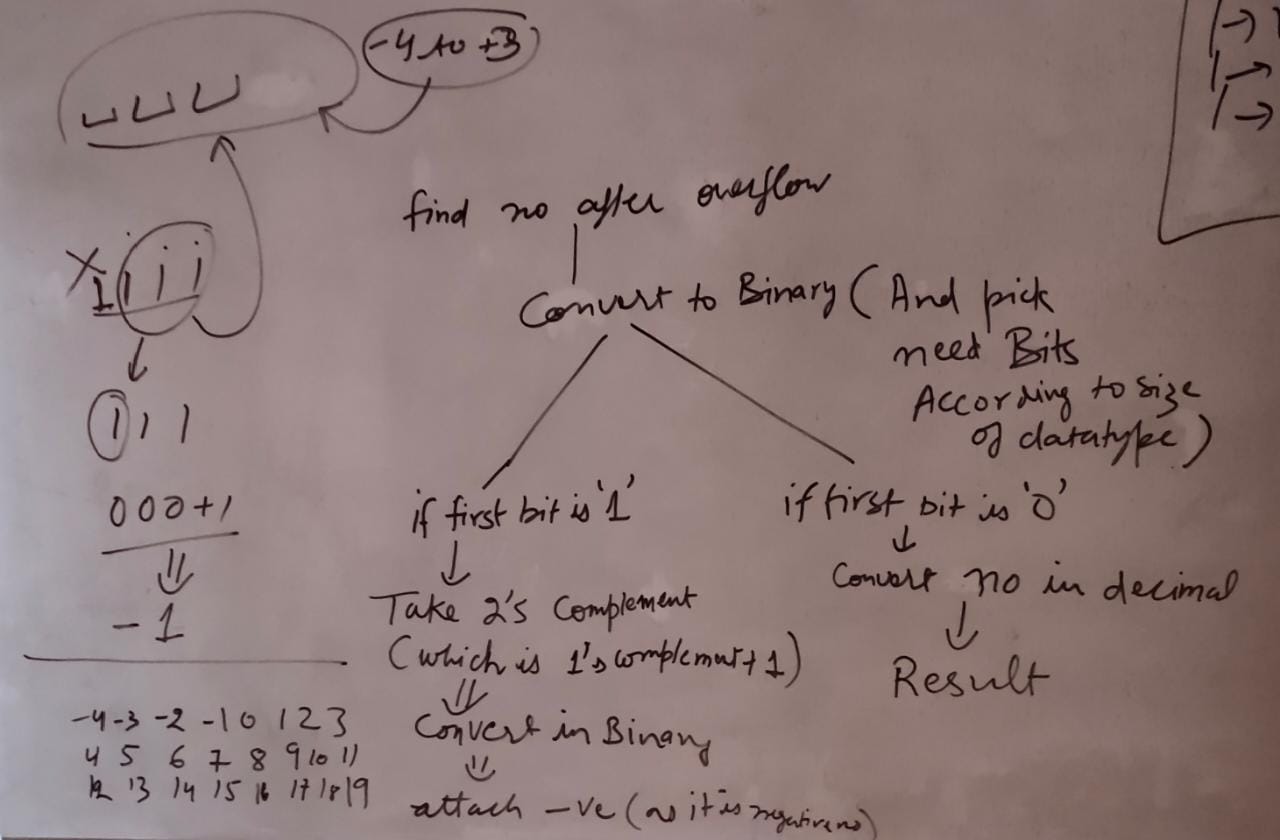 -4 to +3
find no after overflow
1 1 1 1
Convert to Binary (And pick
need Bits
According to size
of datatype)
1 1 1
000+1
-1
if first bit is '1'
if first bit is '0'
Take 2's Complement
(which is 1's complement + 1)
Convert in Binary
attach -ve (as it is negative no)
Convert no in decimal
Result
-4 -3 -2 -1 0 1 2 3
4 5 6 7 8 9 10 11
12 13 14 15 16 17 18 19